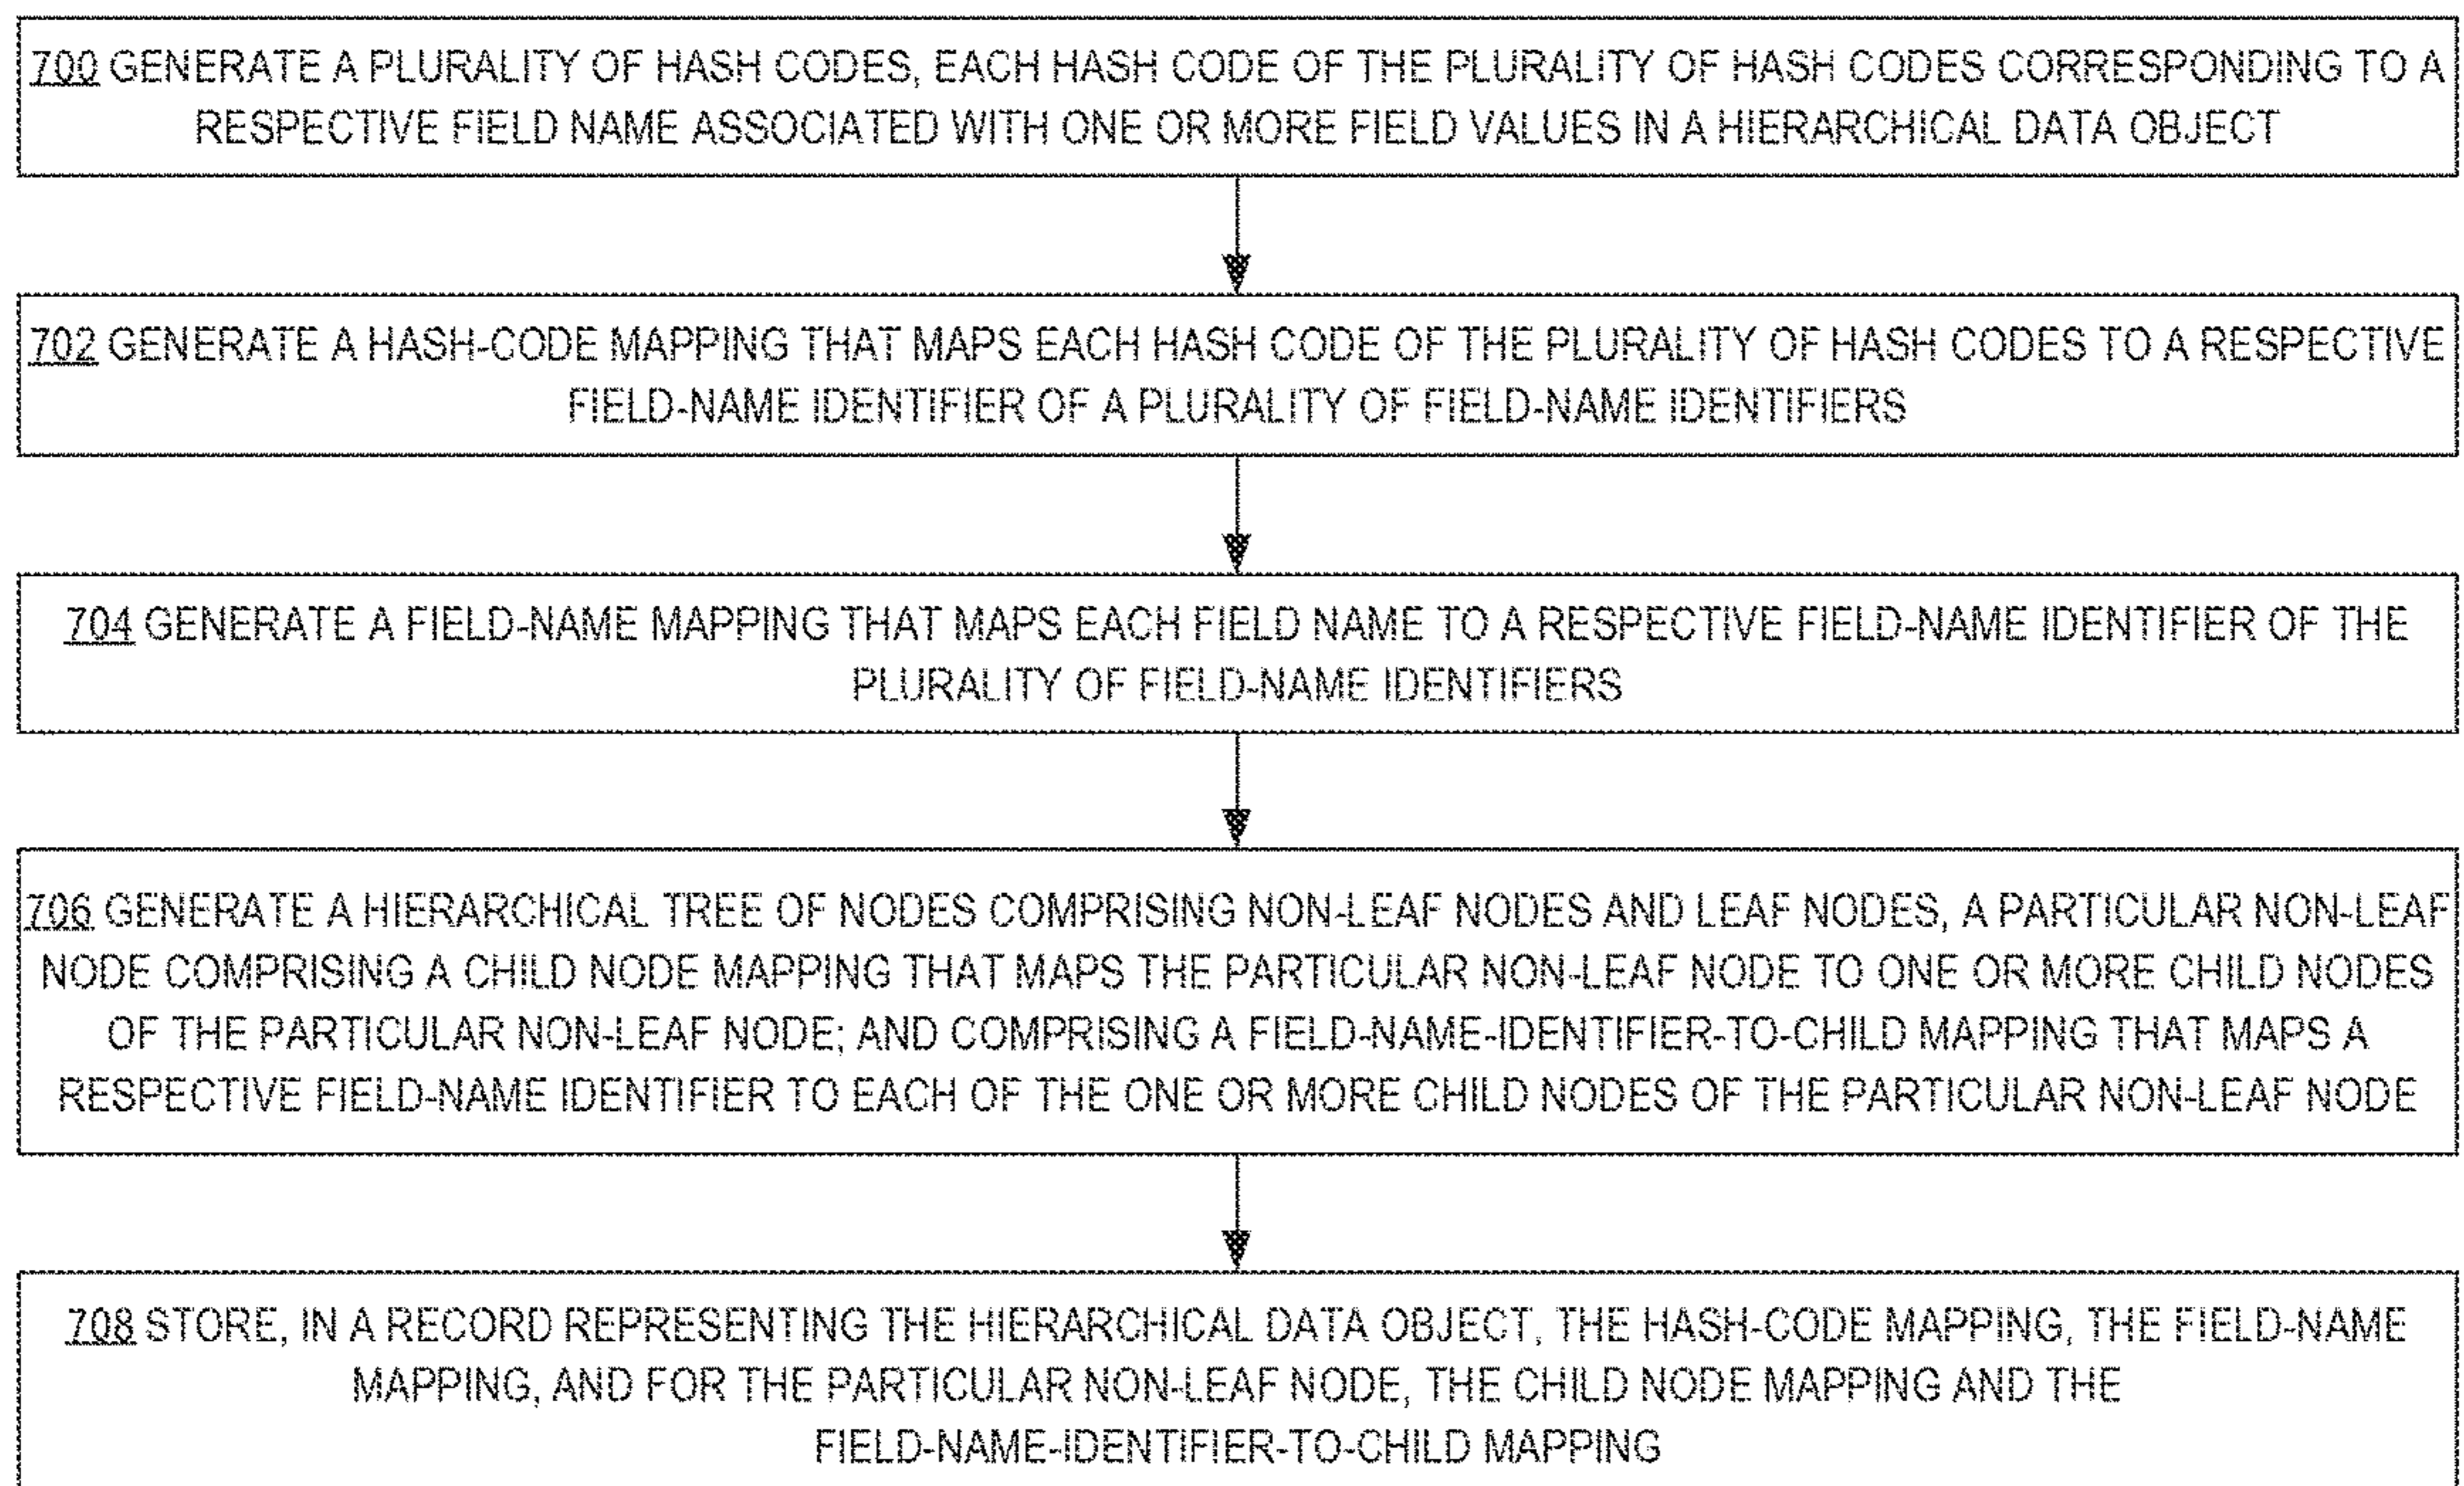 700 GENERATE A PLURALITY OF HASH CODES, EACH HASH CODE OF THE PLURALITY OF HASH CODES CORRESPONDING TO A
RESPECTIVE FIELD NAME ASSOCIATED WITH ONE OR MORE FIELD VALUES IN A HIERARCHICAL DATA OBJECT
702 GENERATE A HASH-CODE MAPPING THAT MAPS EACH HASH CODE OF THE PLURALITY OF HASH CODES TO A RESPECTIVE
FIELD-NAME IDENTIFIER OF A PLURALITY OF FIELD-NAME IDENTIFIERS
704 GENERATE A FIELD-NAME MAPPING THAT MAPS EACH FIELD NAME TO A RESPECTIVE FIELD-NAME IDENTIFIER OF THE
PLURALITY OF FIELD-NAME IDENTIFIERS
706 GENERATE A HIERARCHICAL TREE OF NODES COMPRISING NON-LEAF NODES AND LEAF NODES, A PARTICULAR NON-LEAF
NODE COMPRISING A CHILD NODE MAPPING THAT MAPS THE PARTICULAR NON-LEAF NODE TO ONE OR MORE CHILD NODES
OF THE PARTICULAR NON-LEAF NODE; AND COMPRISING A FIELD-NAME-IDENTIFIER-TO-CHILD MAPPING THAT MAPS A
RESPECTIVE FIELD-NAME IDENTIFIER TO EACH OF THE ONE OR MORE CHILD NODES OF THE PARTICULAR NON-LEAF NODE
708 STORE, IN A RECORD REPRESENTING THE HIERARCHICAL DATA OBJECT, THE HASH-CODE MAPPING, THE FIELD-NAME
MAPPING, AND FOR THE PARTICULAR NON-LEAF NODE, THE CHILD NODE MAPPING AND THE
FIELD-NAME-IDENTIFIER-TO-CHILD MAPPING